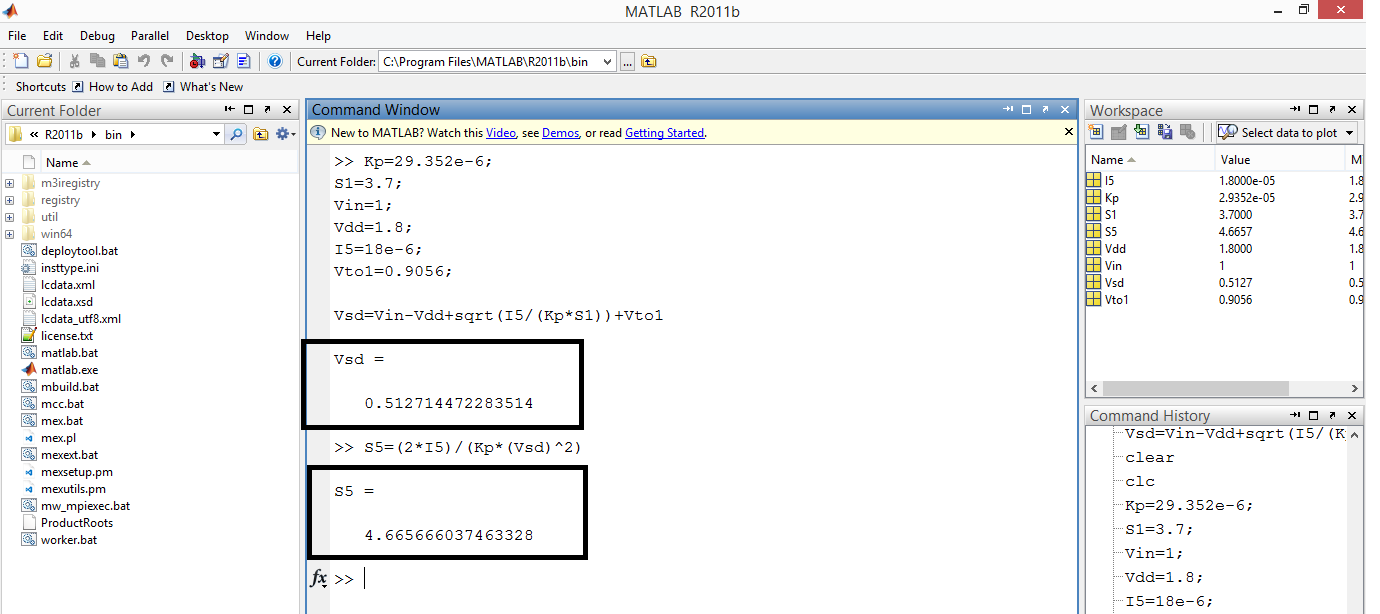 MATLAB R2011b
File Edit Debug Parallel Desktop Window Help
Current Folder: C:\Program Files\MATLAB\R2011b\bin ...
Shortcuts How to Add What's New
Current Folder
« R2011b bin
Name
m3iregistry
registry
util
win64
deploytool.bat
insttype.ini
lcdata.xml
lcdata.xsd
lcdata_utf8.xml
license.txt
matlab.bat
matlab.exe
mbuild.bat
mcc.bat
mex.bat
mex.pl
mexext.bat
mexsetup.pm
mexutils.pm
mw_mpiexec.bat
ProductRoots
worker.bat
Command Window
New to MATLAB? Watch this Video, see Demos, or read Getting Started.
>> Kp=29.352e-6;
S1=3.7;
Vin=1;
Vdd=1.8;
I5=18e-6;
Vto1=0.9056;
Vsd=Vin-Vdd+sqrt(I5/(Kp*S1))+Vto1
Vsd =
0.512714472283514
>> S5=(2*I5)/(Kp*(Vsd)^2)
S5 =
4.665666037463328
fx >>
Workspace
Select data to plot
Name Value M
I5 1.8000e-05 1.8
Kp 2.9352e-05 2.9
S1 3.7000 3.7
S5 4.6657 4.6
Vdd 1.8000 1.8
Vin 1 1
Vsd 0.5127 0.5
Vto1 0.9056 0.9
Command History
Vsd=Vin-Vdd+sqrt(I5/(K
clear
clc
Kp=29.352e-6;
S1=3.7;
Vin=1;
Vdd=1.8;
I5=18e-6;